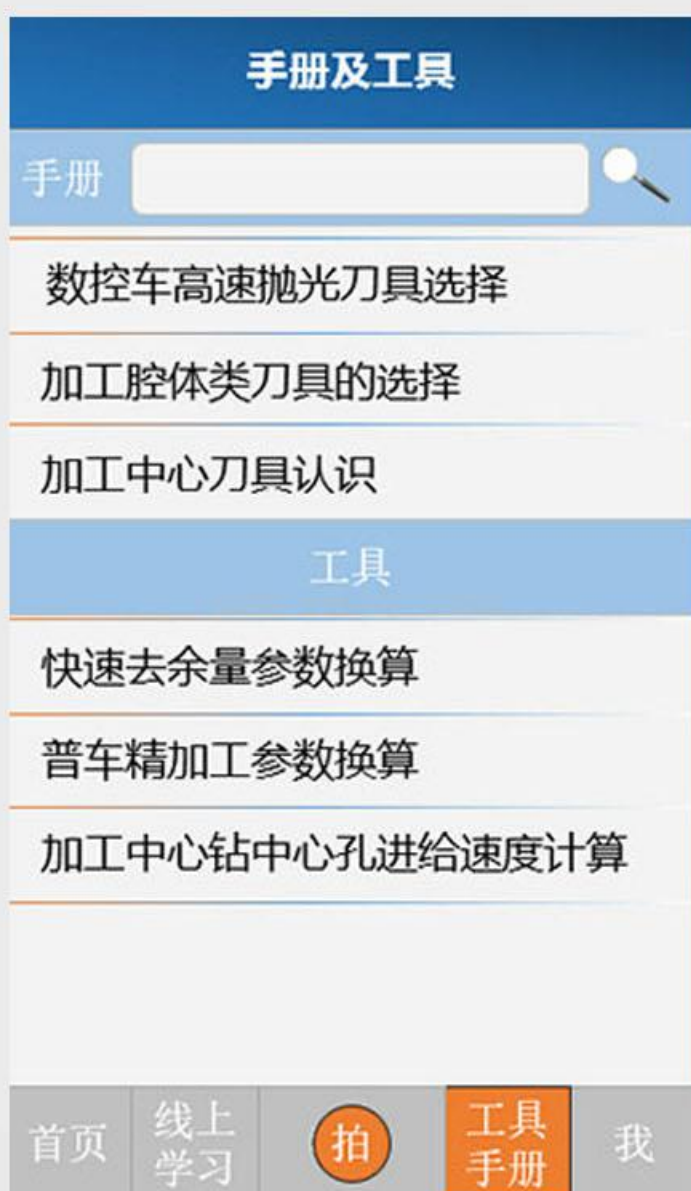 手册及工具
手册
数控车高速抛光刀具选择
加工腔体类刀具的选择
加工中心刀具认识
工具
快速去余量参数换算
普车精加工参数换算
加工中心钻中心孔进给速度计算
首页
线上
学习
拍
工具
手册
我